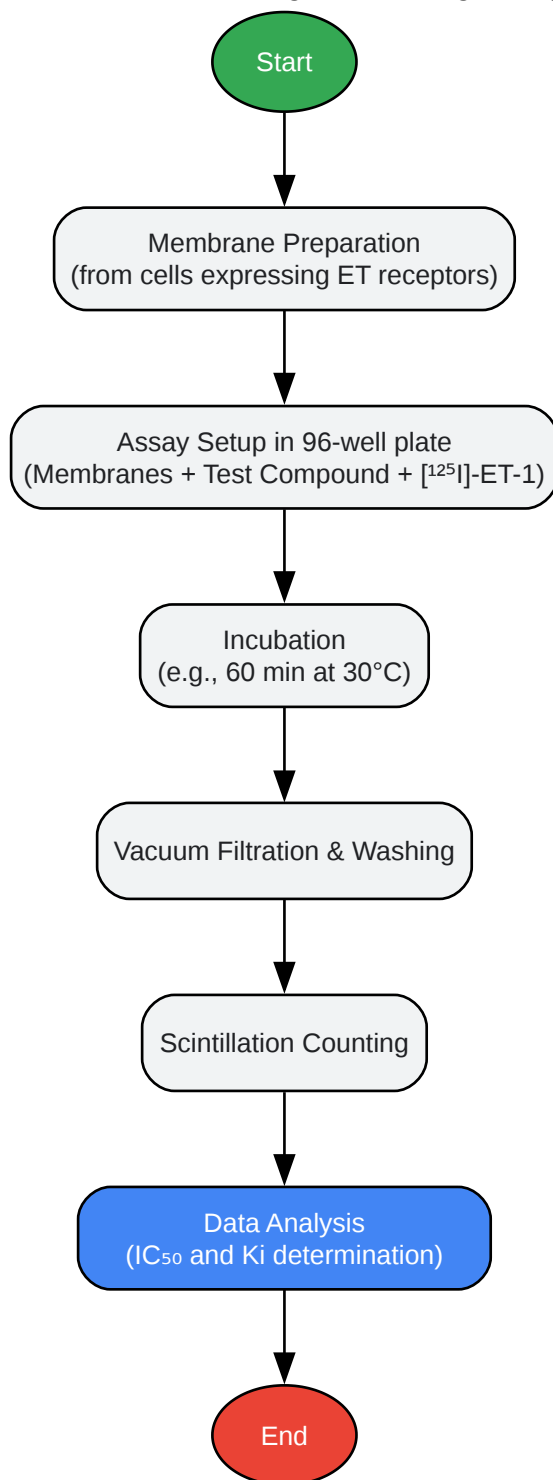 Start
Membrane Preparation
(from cells expressing ET receptors)
Assay Setup in 96-well plate
(Membranes + Test Compound + [¹²⁵I]-ET-1)
Incubation
(e.g., 60 min at 30°C)
Vacuum Filtration & Washing
Scintillation Counting
Data Analysis
(IC₅₀ and Ki determination)
End